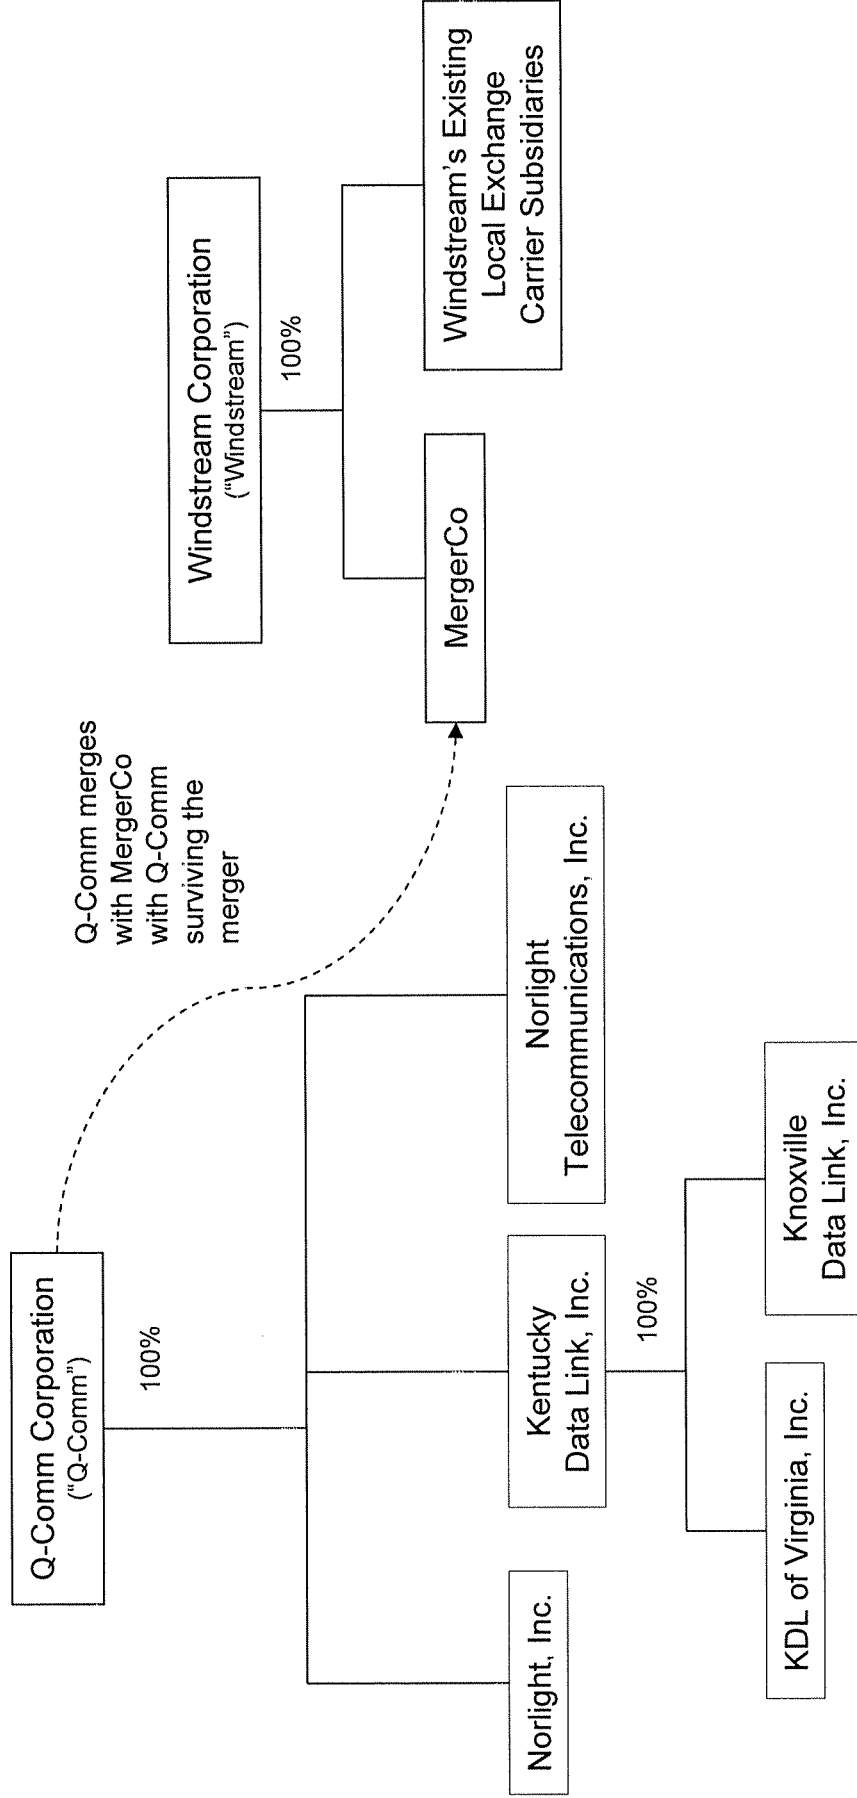 Q-Comm Corporation
(“Q-Comm”)
100%
Q-Comm merges
with MergerCo
with Q-Comm
surviving the
merger
Windstream Corporation
(“Windstream”)
100%
Norlight, Inc.
Kentucky
Data Link, Inc.
Norlight
Telecommunications, Inc.
MergerCo
Windstream’s Existing
Local Exchange
Carrier Subsidiaries
100%
KDL of Virginia, Inc.
Knoxville
Data Link, Inc.